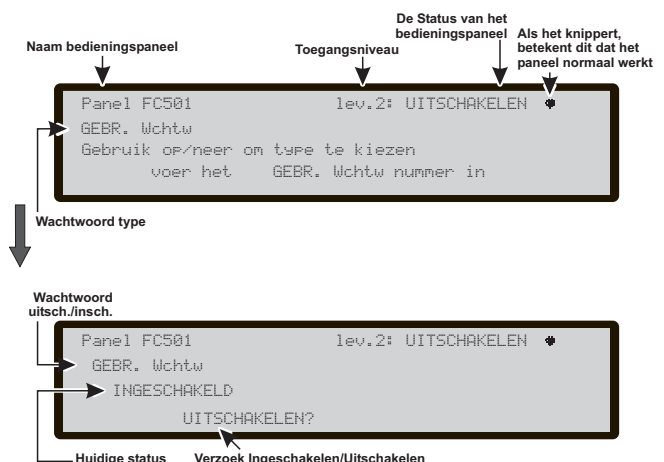 De Status van het
bedieningspaneel
Als het knippert,
betekent dit dat het
paneel normaal werkt
Naam bedieningspaneel
Toegangsniveau
Panel FC501 lev.2: UITSCHAKELEN
GEBR. Wchtw
Gebruik op/neer om type te kiezen
voer het GEBR. Wchtw nummer in
Wachtwoord type
Wachtwoord
uitsch./insch.
Panel FC501 lev.2: UITSCHAKELEN
GEBR. Wchtw
INGESCHAKELD
UITSCHAKELEN?
Huidige status Verzoek Ingeschakelen/Uitschakelen